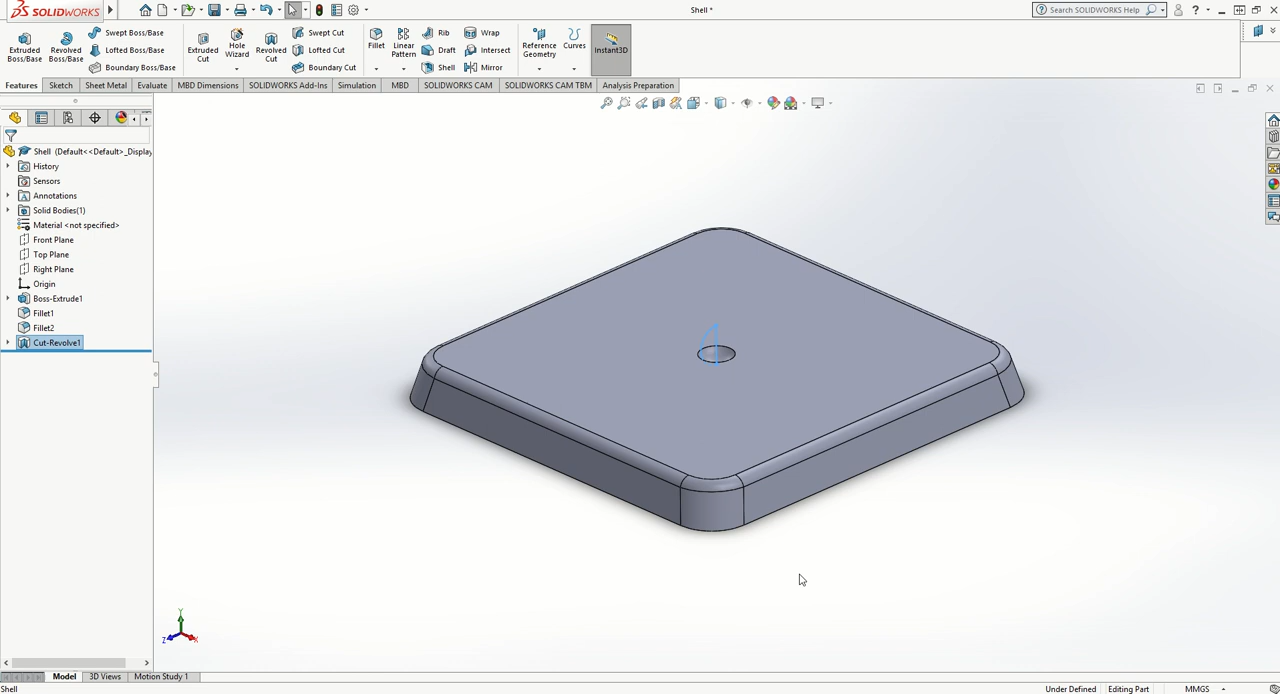 SOLIDWORKS
Shell *
Search SOLIDWORKS Help
Extruded Boss/Base
Revolved Boss/Base
Swept Boss/Base
Lofted Boss/Base
Boundary Boss/Base
Extruded Cut
Hole Wizard
Revolved Cut
Swept Cut
Lofted Cut
Boundary Cut
Fillet
Linear Pattern
Rib
Draft
Shell
Wrap
Intersect
Mirror
Reference Geometry
Curves
Instant3D
Features
Sketch
Sheet Metal
Evaluate
MBD Dimensions
SOLIDWORKS Add-Ins
Simulation
MBD
SOLIDWORKS CAM
SOLIDWORKS CAM TBM
Analysis Preparation
Shell (Default<<Default>_Display
History
Sensors
Annotations
Solid Bodies(1)
Material <not specified>
Front Plane
Top Plane
Right Plane
Origin
Boss-Extrude1
Fillet1
Fillet2
Cut-Revolve1
Y
Z
X
Model
3D Views
Motion Study 1
Shell
Under Defined
Editing Part
MMGS